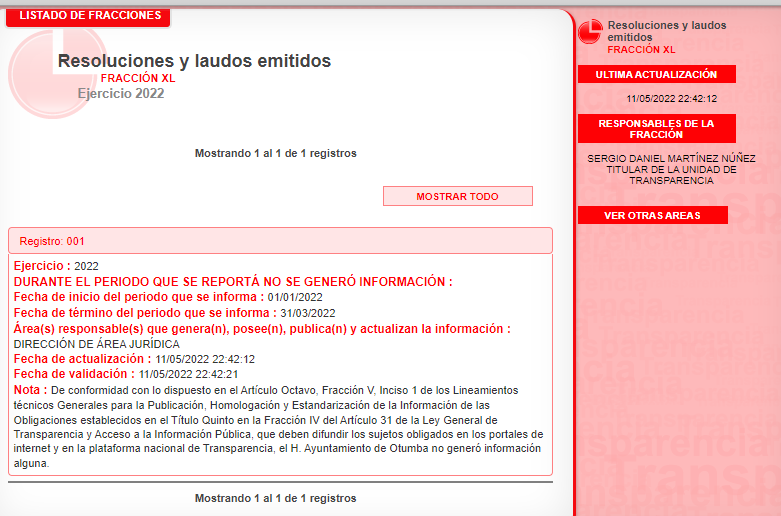 LISTADO DE FRACCIONES
Resoluciones y laudos emitidos
FRACCIÓN XL
Ejercicio 2022
Mostrando 1 al 1 de 1 registros
MOSTRAR TODO
Registro: 001
Ejercicio : 2022
DURANTE EL PERIODO QUE SE REPORTÁ NO SE GENERÓ INFORMACIÓN :
Fecha de inicio del periodo que se informa : 01/01/2022
Fecha de término del periodo que se informa : 31/03/2022
Área(s) responsable(s) que genera(n), posee(n), publica(n) y actualizan la información :
DIRECCIÓN DE ÁREA JURÍDICA
Fecha de actualización : 11/05/2022 22:42:12
Fecha de validación : 11/05/2022 22:42:21
Nota : De conformidad con lo dispuesto en el Artículo Octavo, Fracción V, Inciso 1 de los Lineamientos
técnicos Generales para la Publicación, Homologación y Estandarización de la Información de las
Obligaciones establecidos en el Título Quinto en la Fracción IV del Artículo 31 de la Ley General de
Transparencia y Acceso a la Información Pública, que deben difundir los sujetos obligados en los portales de
internet y en la plataforma nacional de Transparencia, el H. Ayuntamiento de Otumba no generó información
alguna.
Mostrando 1 al 1 de 1 registros
Resoluciones y laudos
emitidos
FRACCIÓN XL
ULTIMA ACTUALIZACIÓN
11/05/2022 22:42:12
RESPONSABLES DE LA
FRACCIÓN
SERGIO DANIEL MARTÍNEZ NÚÑEZ
TITULAR DE LA UNIDAD DE
TRANSPARENCIA
VER OTRAS AREAS